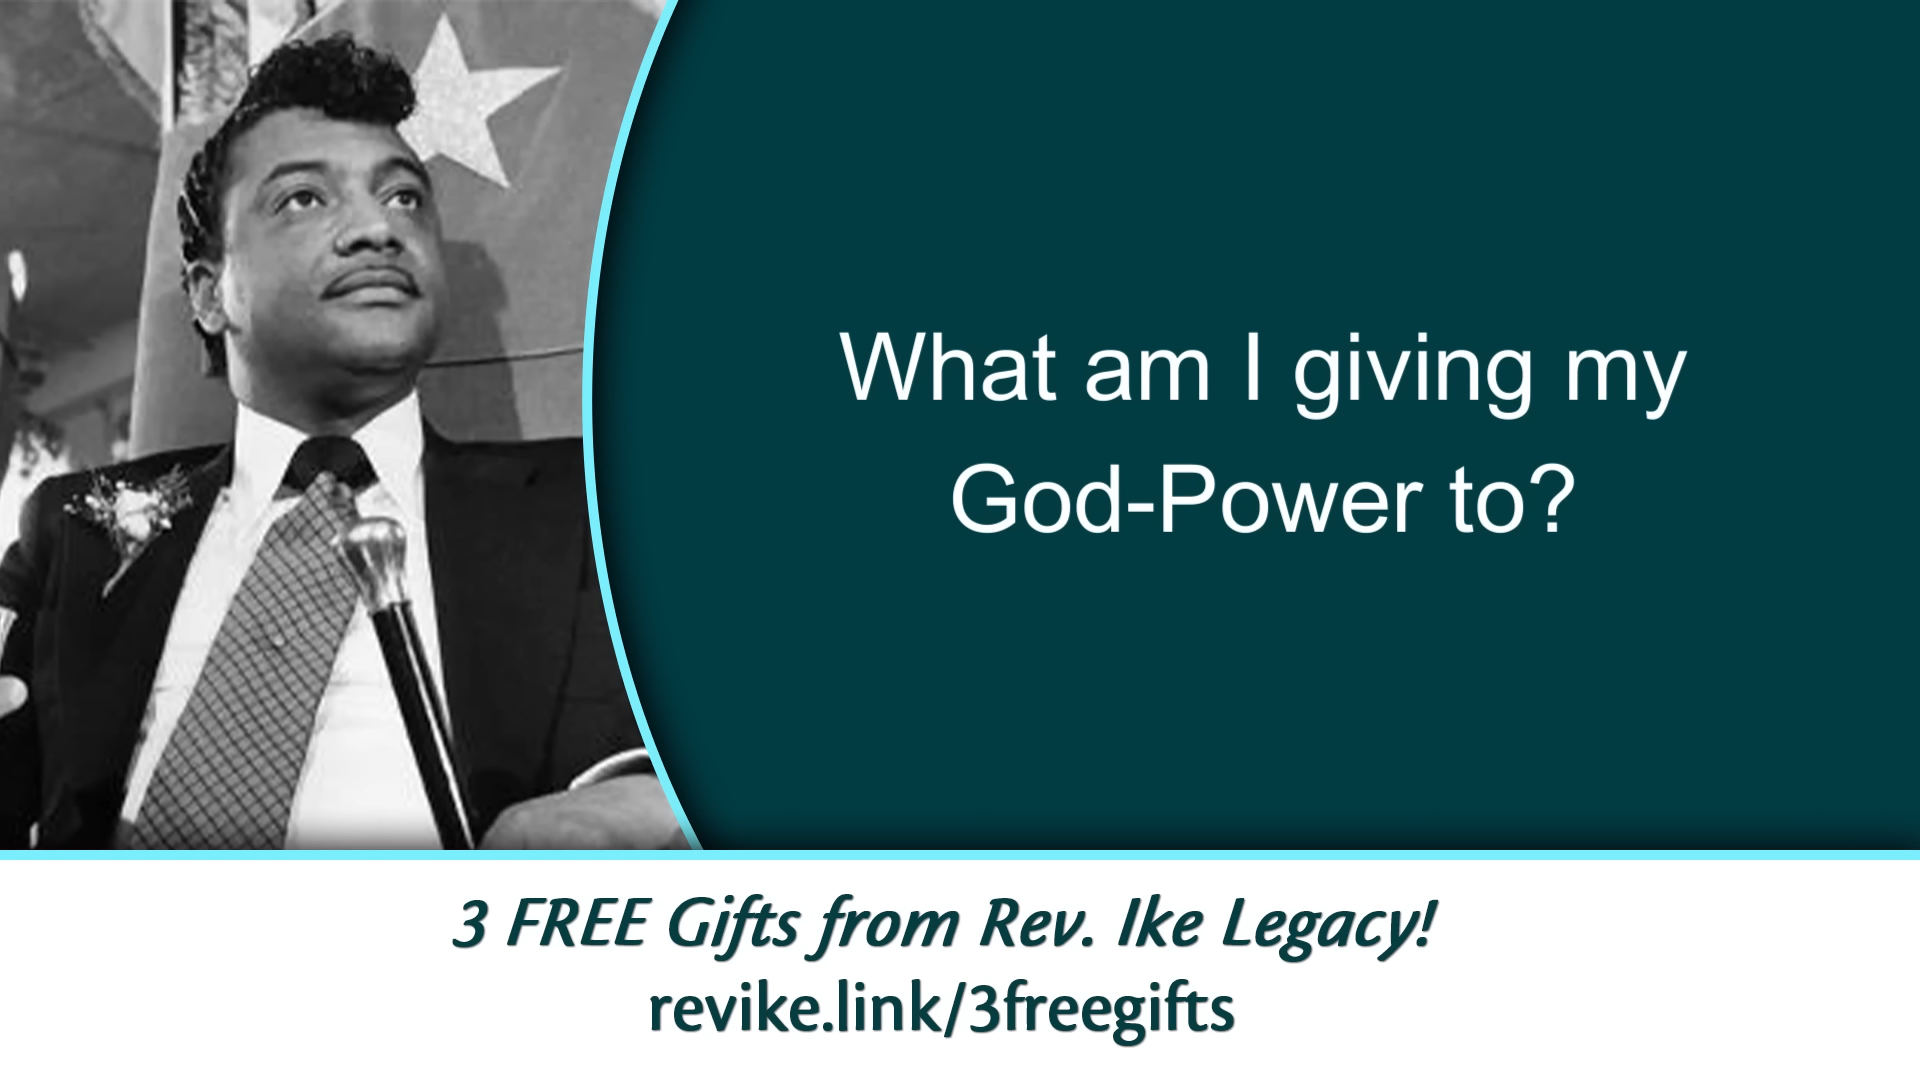 What am I giving my
God-Power to?
3 FREE Gifts from Rev. Ike Legacy!
revike.link/3freegifts